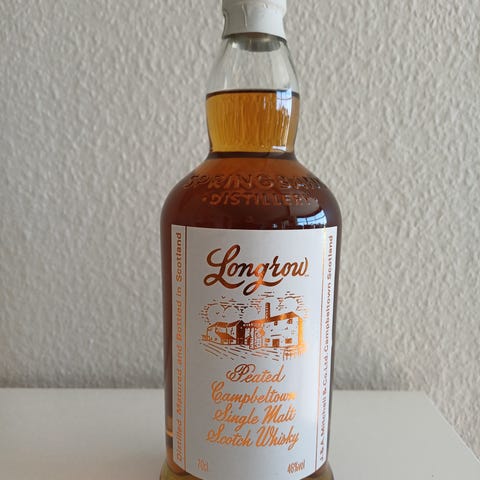 SPRINGBANK
·DISTILLERY·
Longrow
Peated
Campbeltown
Single Malt
Scotch Whisky
70cl
46%vol
Distilled Matured and Bottled in Scotland
J.&A. Mitchell & Co. Ltd. Campbeltown Scotland